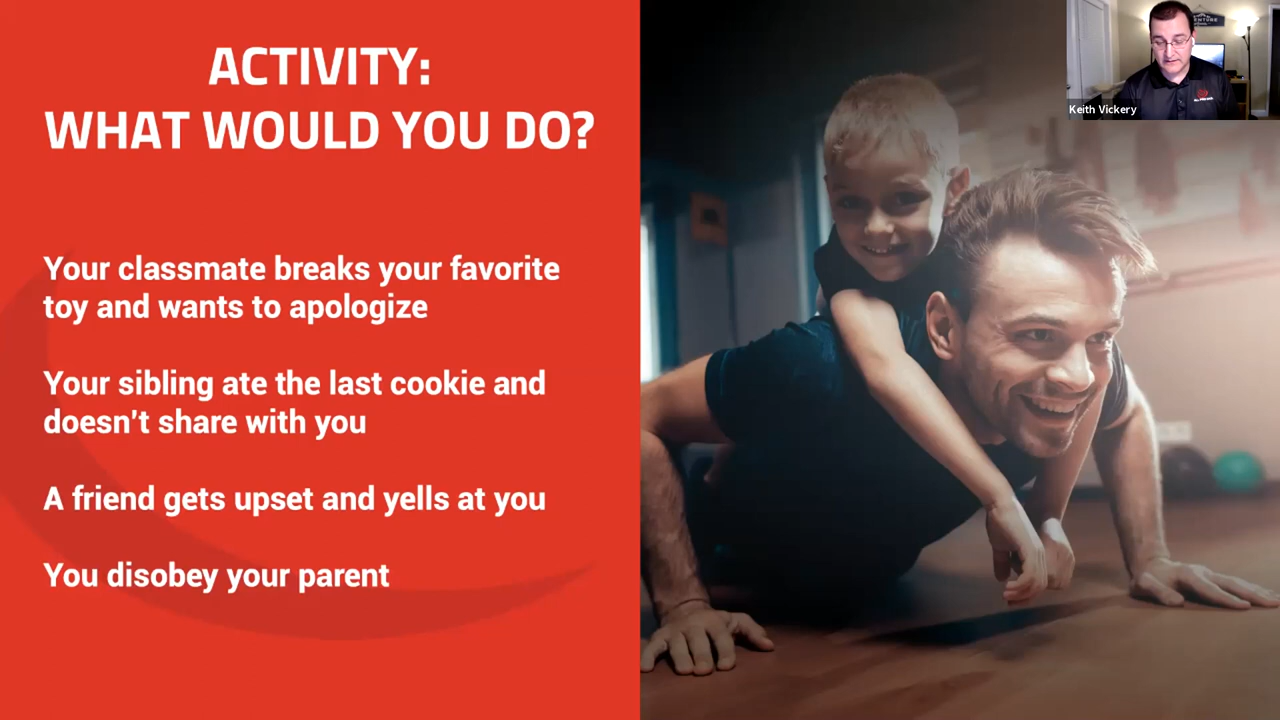 ACTIVITY:
WHAT WOULD YOU DO?
Keith Vickery
Your classmate breaks your favorite
toy and wants to apologize
Your sibling ate the last cookie and
doesn't share with you
A friend gets upset and yells at you
You disobey your parent